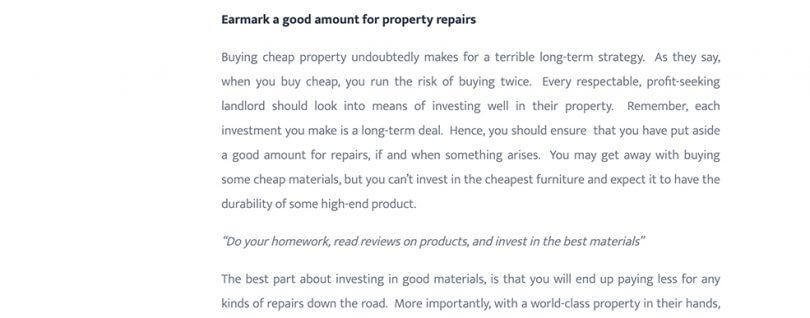 Earmark a good amount for property repairs
Buying cheap property undoubtedly makes for a terrible long-term strategy.  As they say,
when you buy cheap, you run the risk of buying twice.  Every respectable, profit-seeking
landlord should look into means of investing well in their property.  Remember, each
investment you make is a long-term deal.  Hence, you should ensure  that you have put aside
a good amount for repairs, if and when something arises.  You may get away with buying
some cheap materials, but you can’t invest in the cheapest furniture and expect it to have the
durability of some high-end product.
“Do your homework, read reviews on products, and invest in the best materials”
The best part about investing in good materials, is that you will end up paying less for any
kinds of repairs down the road.  More importantly, with a world-class property in their hands,